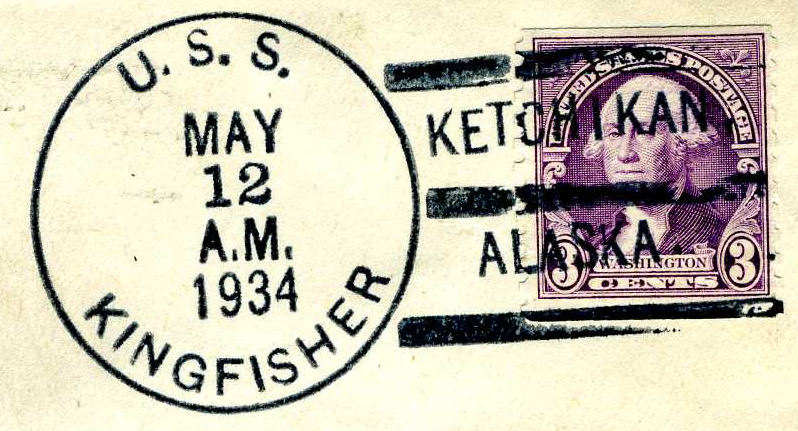 U. S. S.
MAY
12
A.M.
1934
KINGFISHER
KETCHIKAN,
ALASKA.
UNITED STATES POSTAGE
3 WASHINGTON 3
CENTS